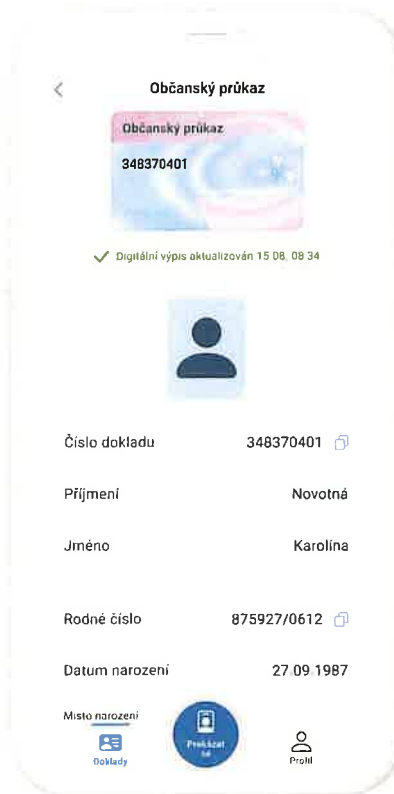 Občanský průkaz
Občanský průkaz
348370401
Digitální výpis aktualizován 15 08, 08 34
Číslo dokladu 348370401
Příjmení Novotná
Jméno Karolína
Rodné číslo 875927/0612
Datum narození 27.09.1987
Místo narození
Prokázat se
Doklady
Profil